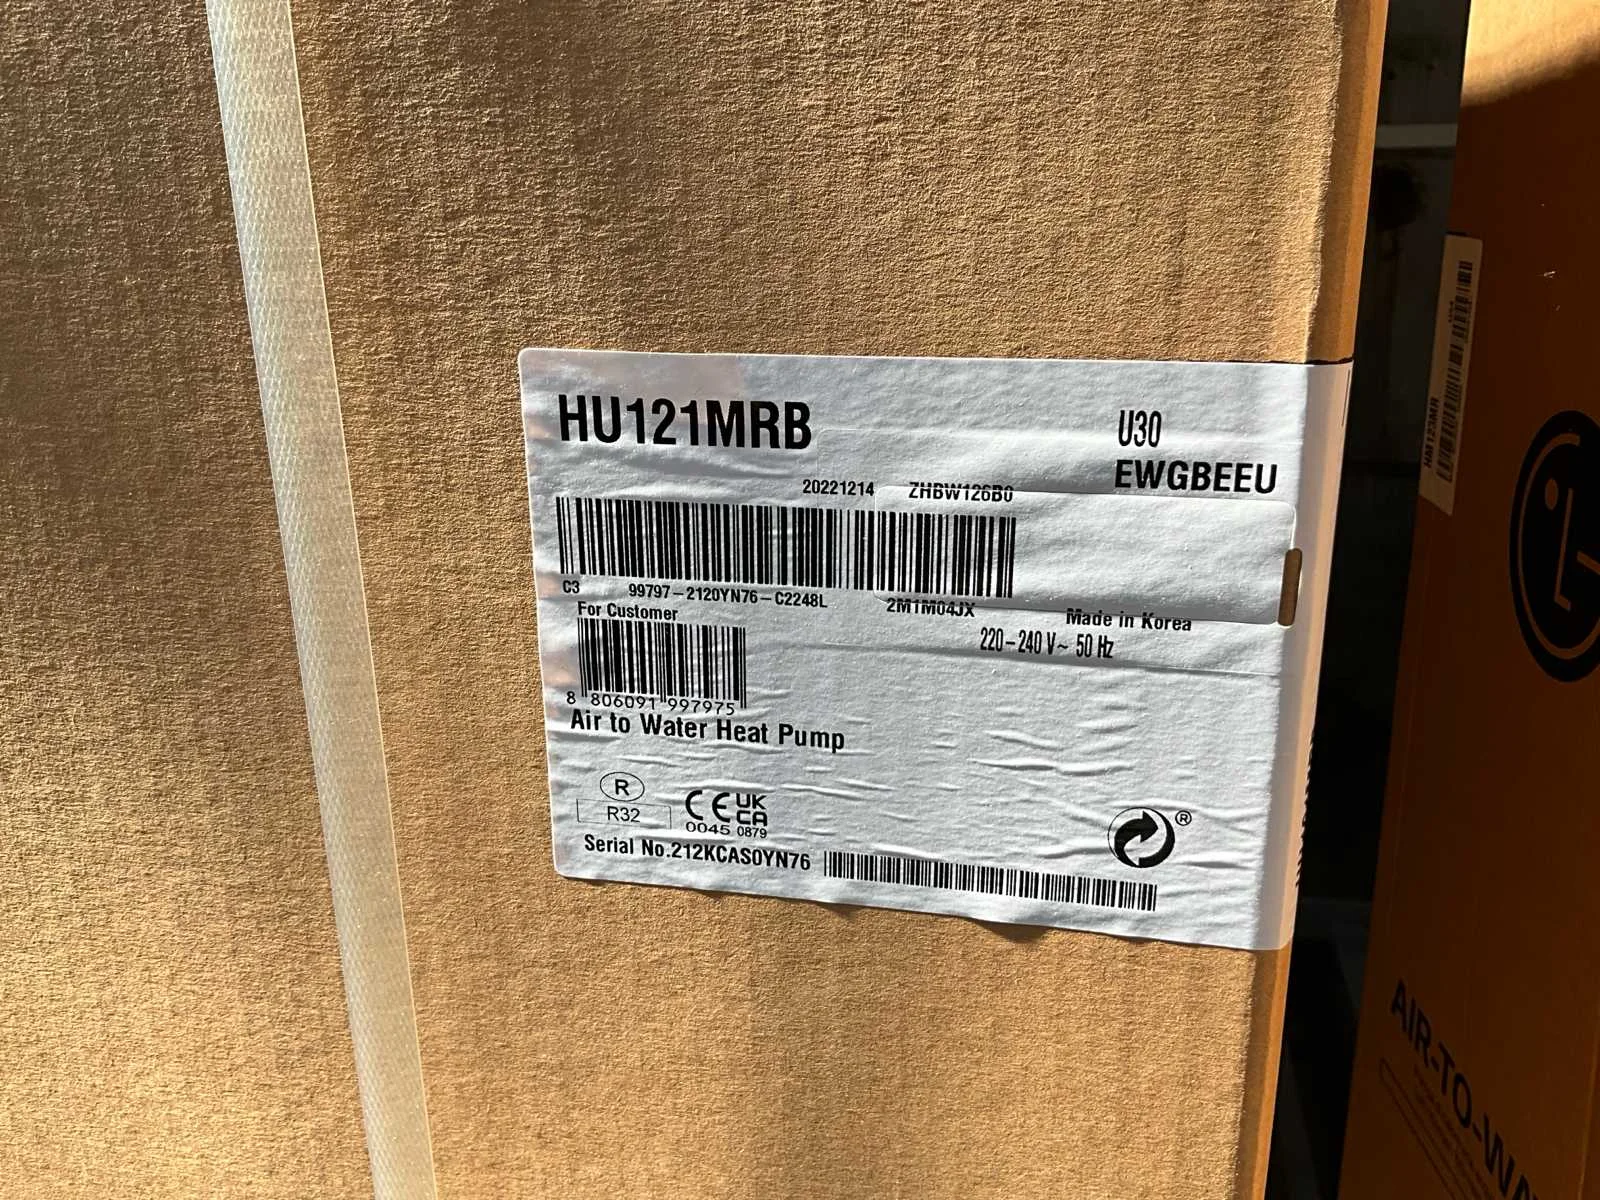 HU121MRB
U30
EWGBEEU
20221214 ZHBW126B0
C3 99797-2120YN76-C2248L 2M1M04JX
For Customer
Made in Korea
220-240 V~ 50 Hz
8 806091 997975
Air to Water Heat Pump
R
R32
CE UK
CA
0045 0879
®
Serial No.212KCAS0YN76
HM123MR
LG
AIR-TO-WA